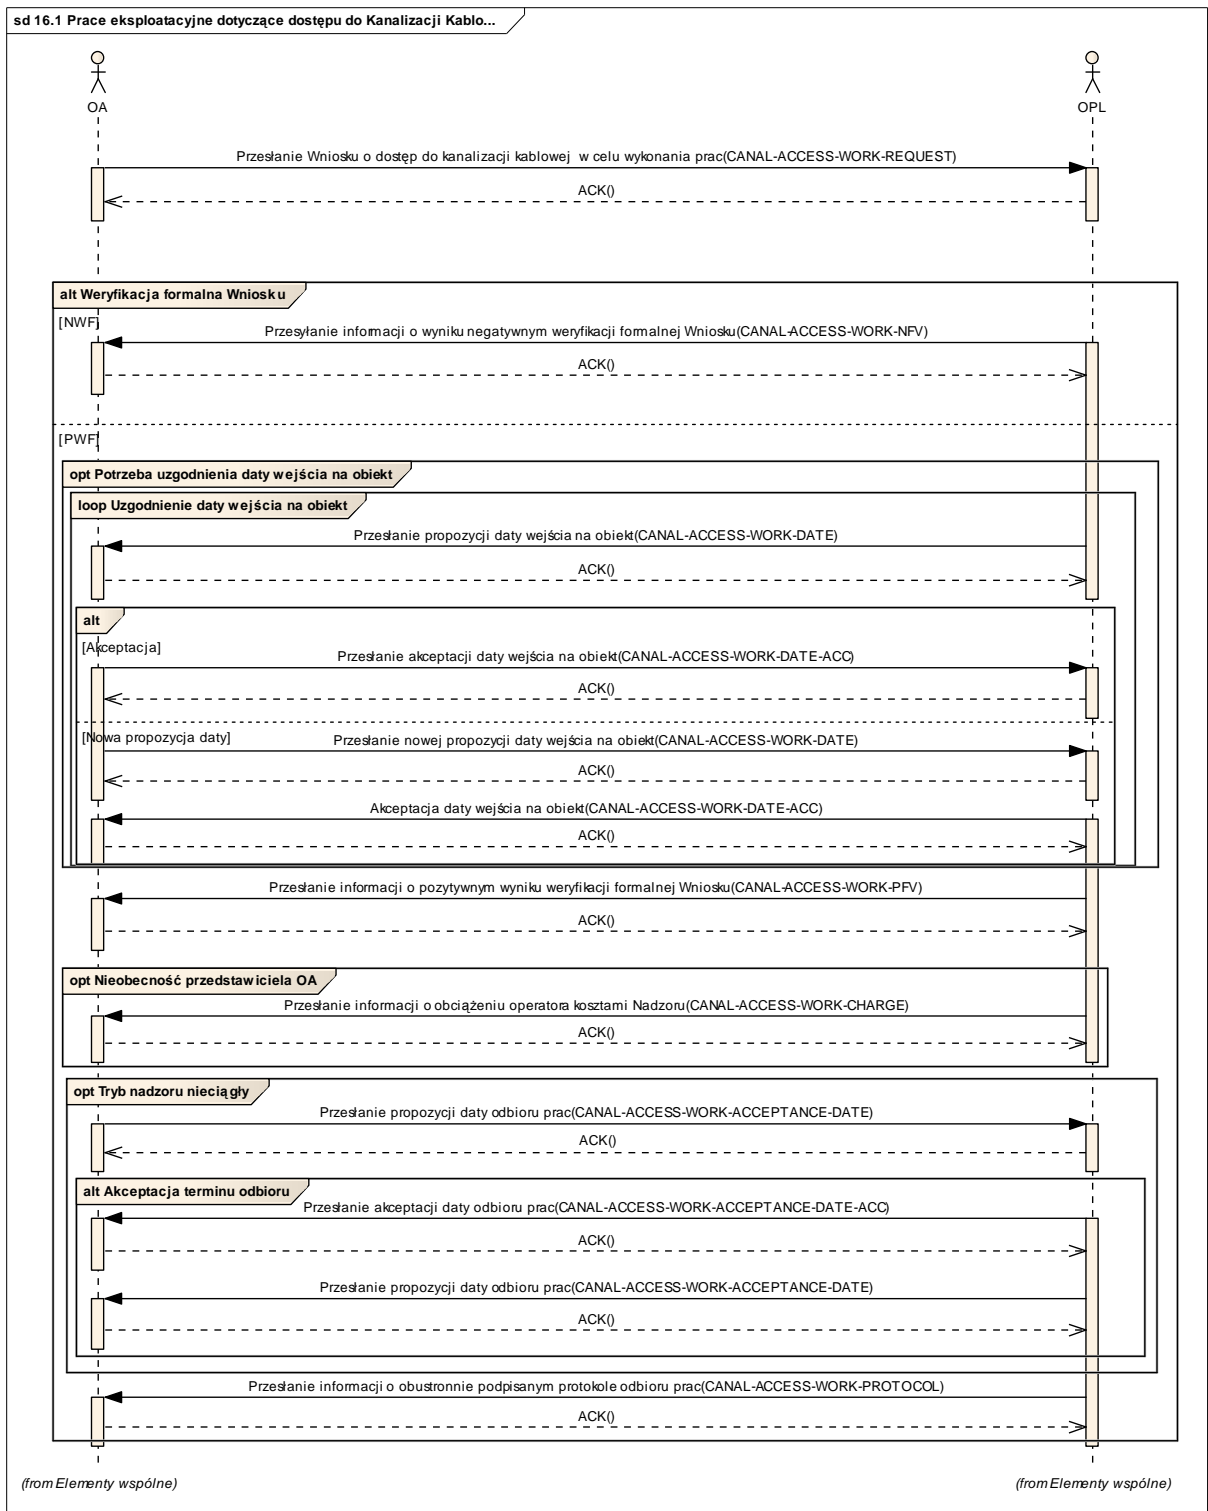 sd 16.1 Prace eksploatacyjne dotyczące dostępu do Kanalizacji Kablo...
OA
OPL
Przesłanie Wniosku o dostęp do kanalizacji kablowej w celu wykonania prac(CANAL-ACCESS-WORK-REQUEST)
ACK()
alt Weryfikacja formalna Wniosku
[NWF]
Przesyłanie informacji o wyniku negatywnym weryfikacji formalnej Wniosku(CANAL-ACCESS-WORK-NFV)
ACK()
[PWF]
opt Potrzeba uzgodnienia daty wejścia na obiekt
loop Uzgodnienie daty wejścia na obiekt
Przesłanie propozycji daty wejścia na obiekt(CANAL-ACCESS-WORK-DATE)
ACK()
alt
[Akceptacja]
Przesłanie akceptacji daty wejścia na obiekt(CANAL-ACCESS-WORK-DATE-ACC)
ACK()
[Nowa propozycja daty]
Przesłanie nowej propozycji daty wejścia na obiekt(CANAL-ACCESS-WORK-DATE)
ACK()
Akceptacja daty wejścia na obiekt(CANAL-ACCESS-WORK-DATE-ACC)
ACK()
Przesłanie informacji o pozytywnym wyniku weryfikacji formalnej Wniosku(CANAL-ACCESS-WORK-PFV)
ACK()
opt Nieobecność przedstawiciela OA
Przesłanie informacji o obciążeniu operatora kosztami Nadzoru(CANAL-ACCESS-WORK-CHARGE)
ACK()
opt Tryb nadzoru nieciągły
Przesłanie propozycji daty odbioru prac(CANAL-ACCESS-WORK-ACCEPTANCE-DATE)
ACK()
alt Akceptacja terminu odbioru
Przesłanie akceptacji daty odbioru prac(CANAL-ACCESS-WORK-ACCEPTANCE-DATE-ACC)
ACK()
Przesłanie propozycji daty odbioru prac(CANAL-ACCESS-WORK-ACCEPTANCE-DATE)
ACK()
Przesłanie informacji o obustronnie podpisanym protokole odbioru prac(CANAL-ACCESS-WORK-PROTOCOL)
ACK()
(from Elementy wspólne)
(from Elementy wspólne)